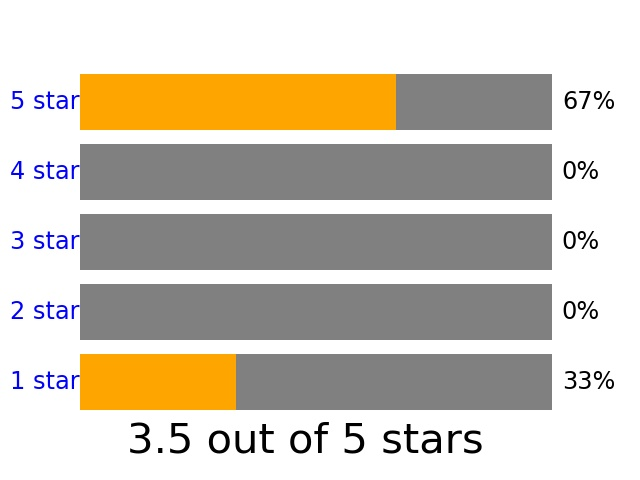 5 star 67%
4 star 0%
3 star 0%
2 star 0%
1 star 33%
3.5 out of 5 stars